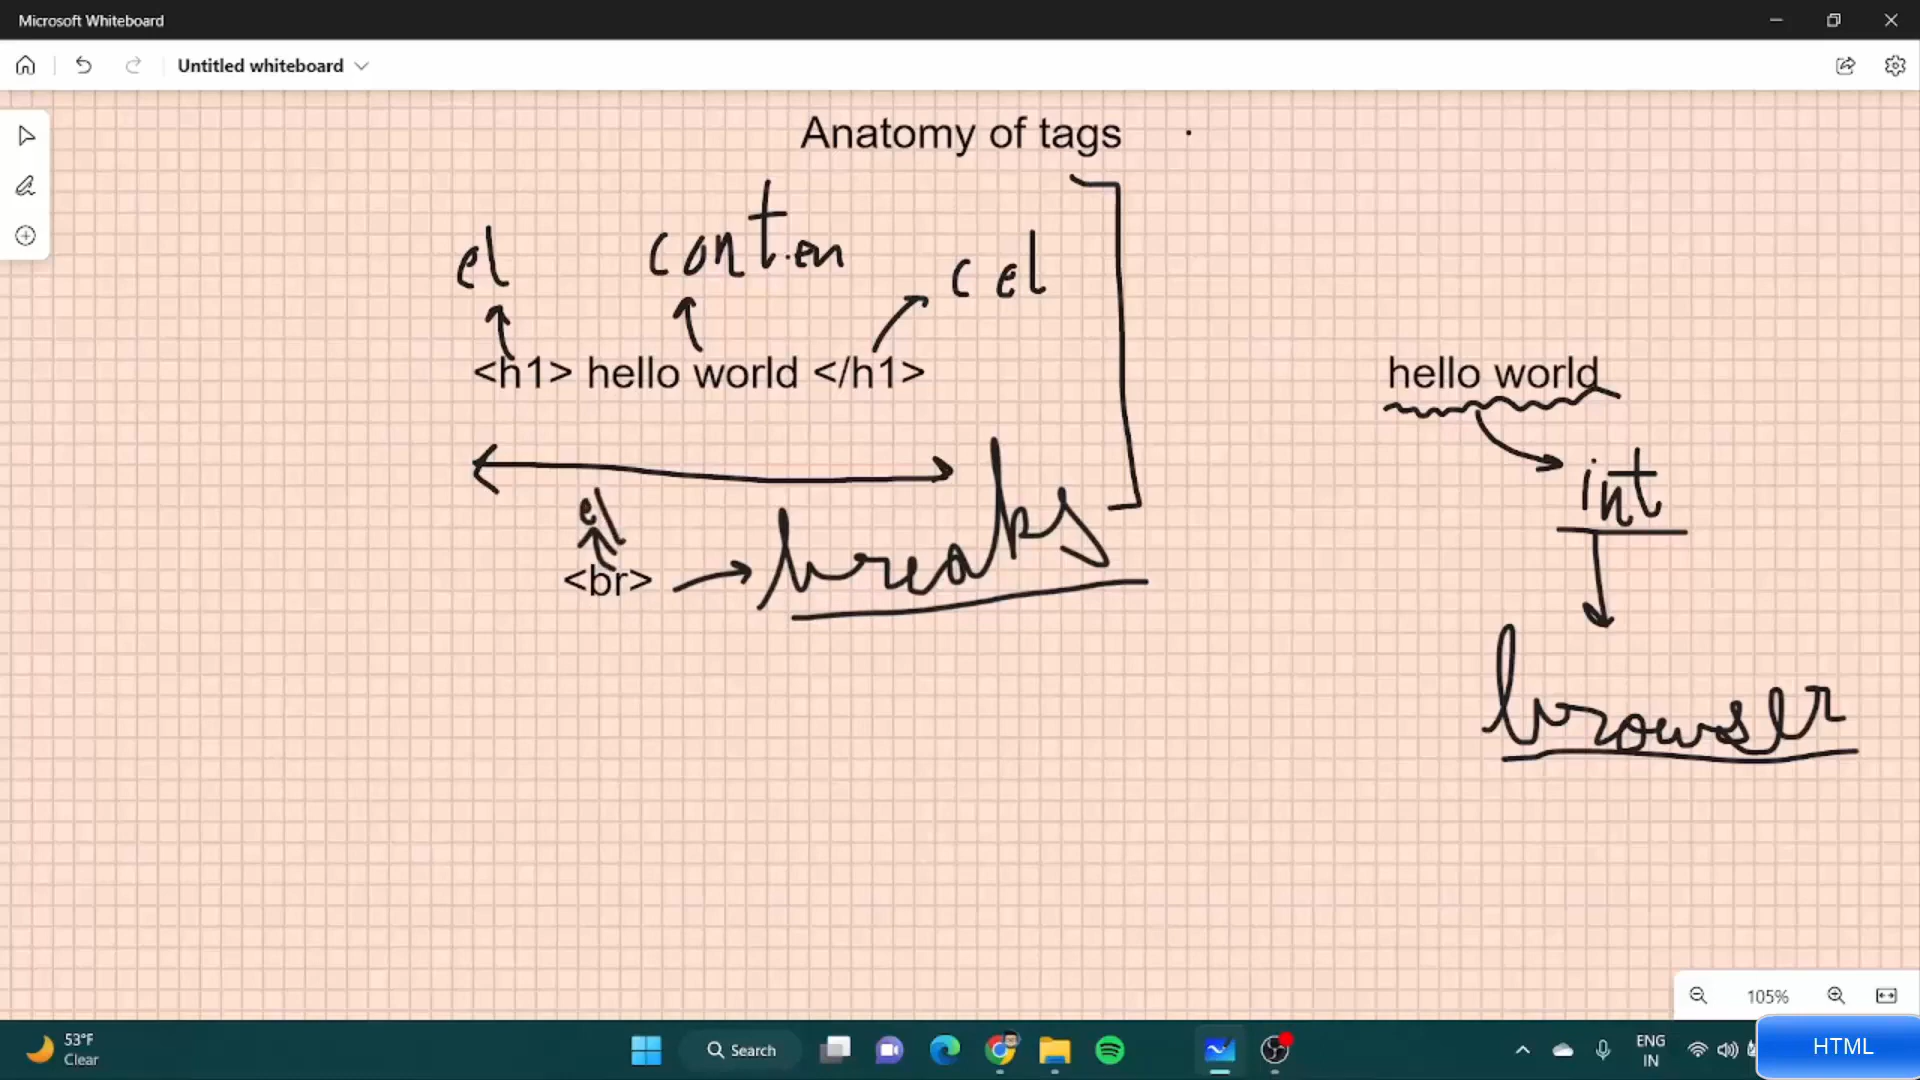 Microsoft Whiteboard
Untitled whiteboard
Anatomy of tags
el conten cel
<h1> hello world </h1>
hello world
int
el
<br> breaks
browser
105%
53°F
Clear
Search
ENG
IN
HTML